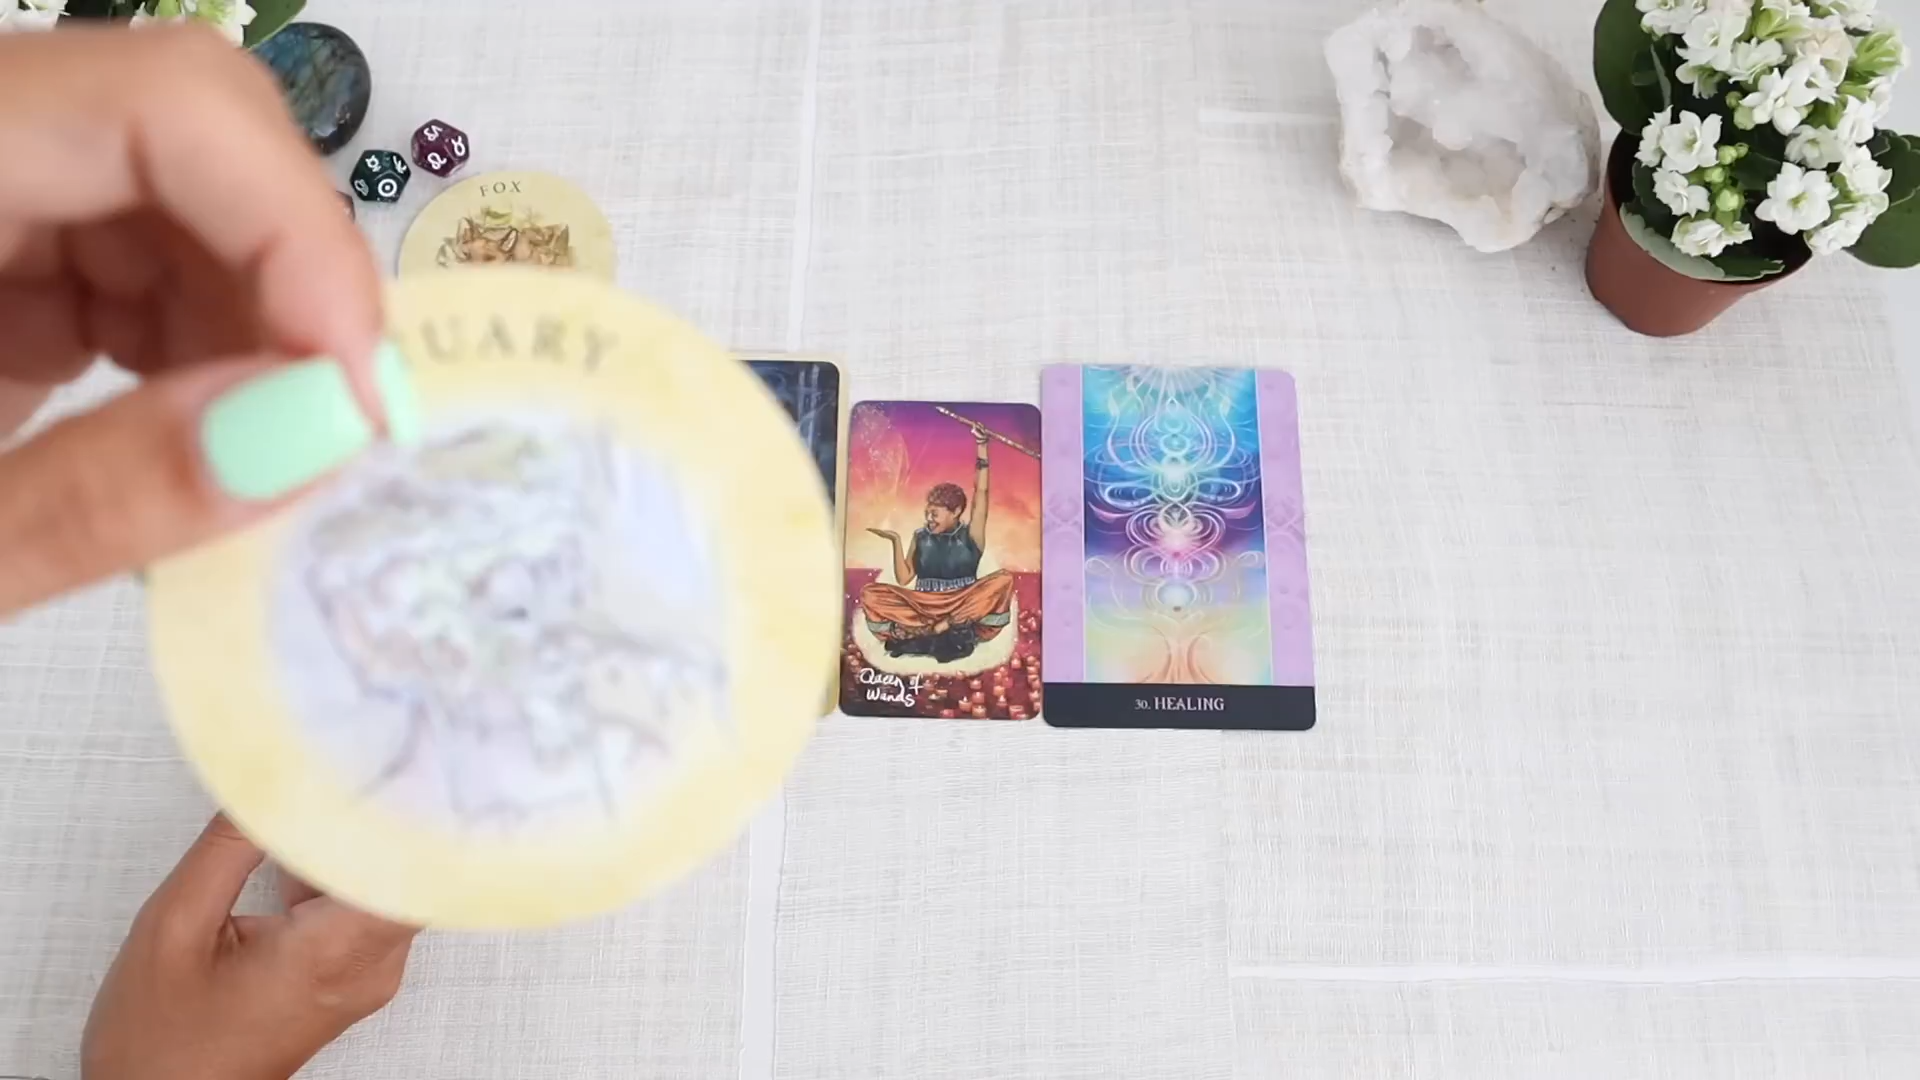 FOX
UARY
Queen of
Wands
30. HEALING